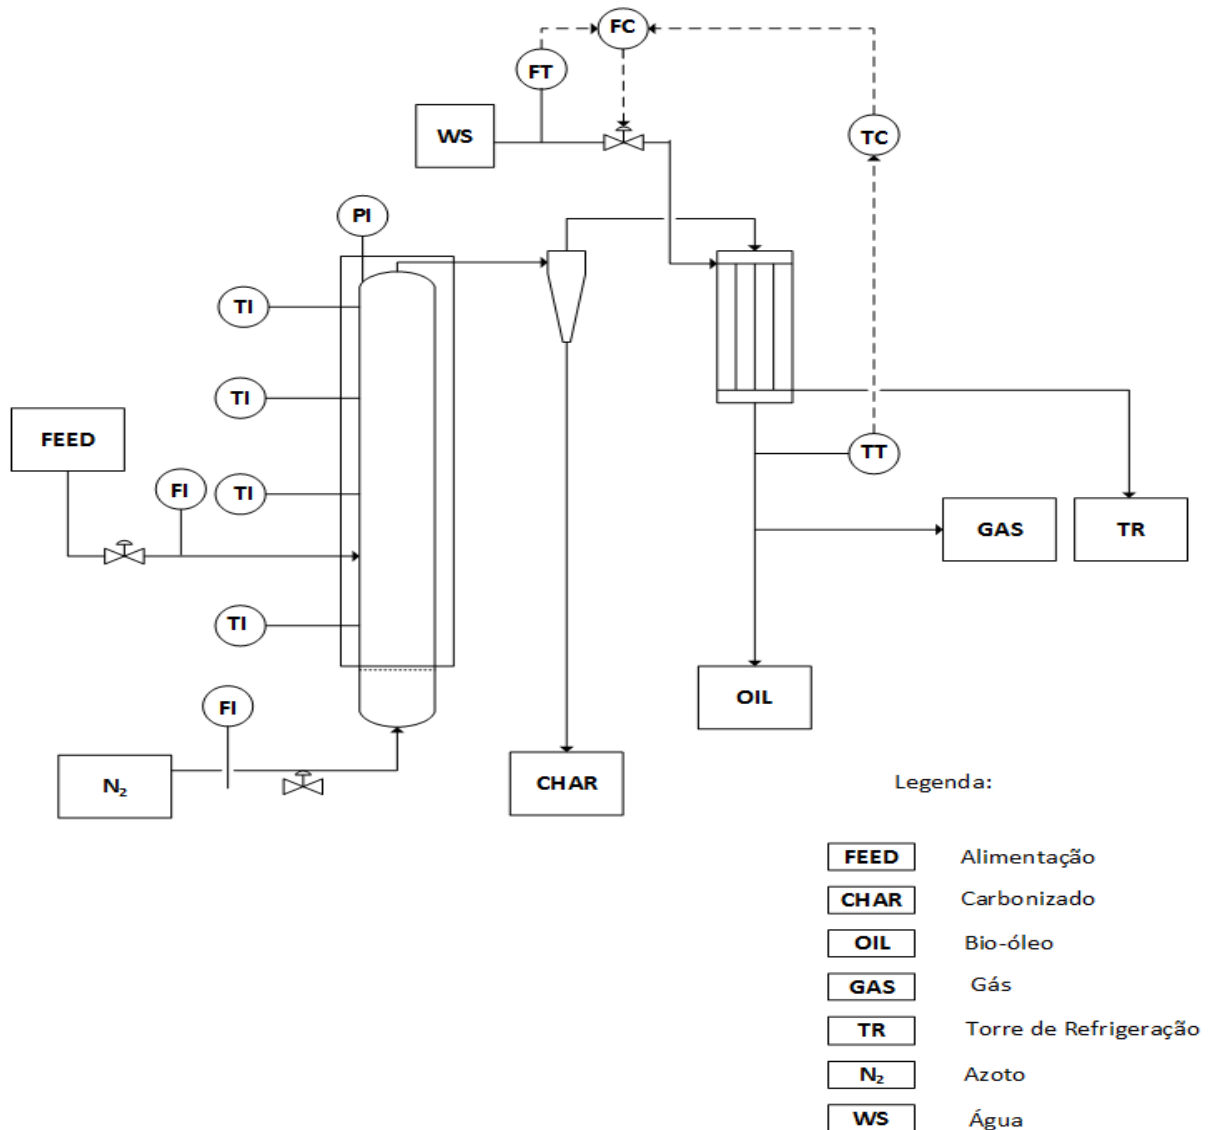 FC
FT
WS
TC
PI
TI
TI
FEED
FI
TI
TT
GAS
TR
TI
OIL
FI
N₂
CHAR
Legenda:
FEED Alimentação
CHAR Carbonizado
OIL Bio-óleo
GAS Gás
TR Torre de Refrigeração
N₂ Azoto
WS Água